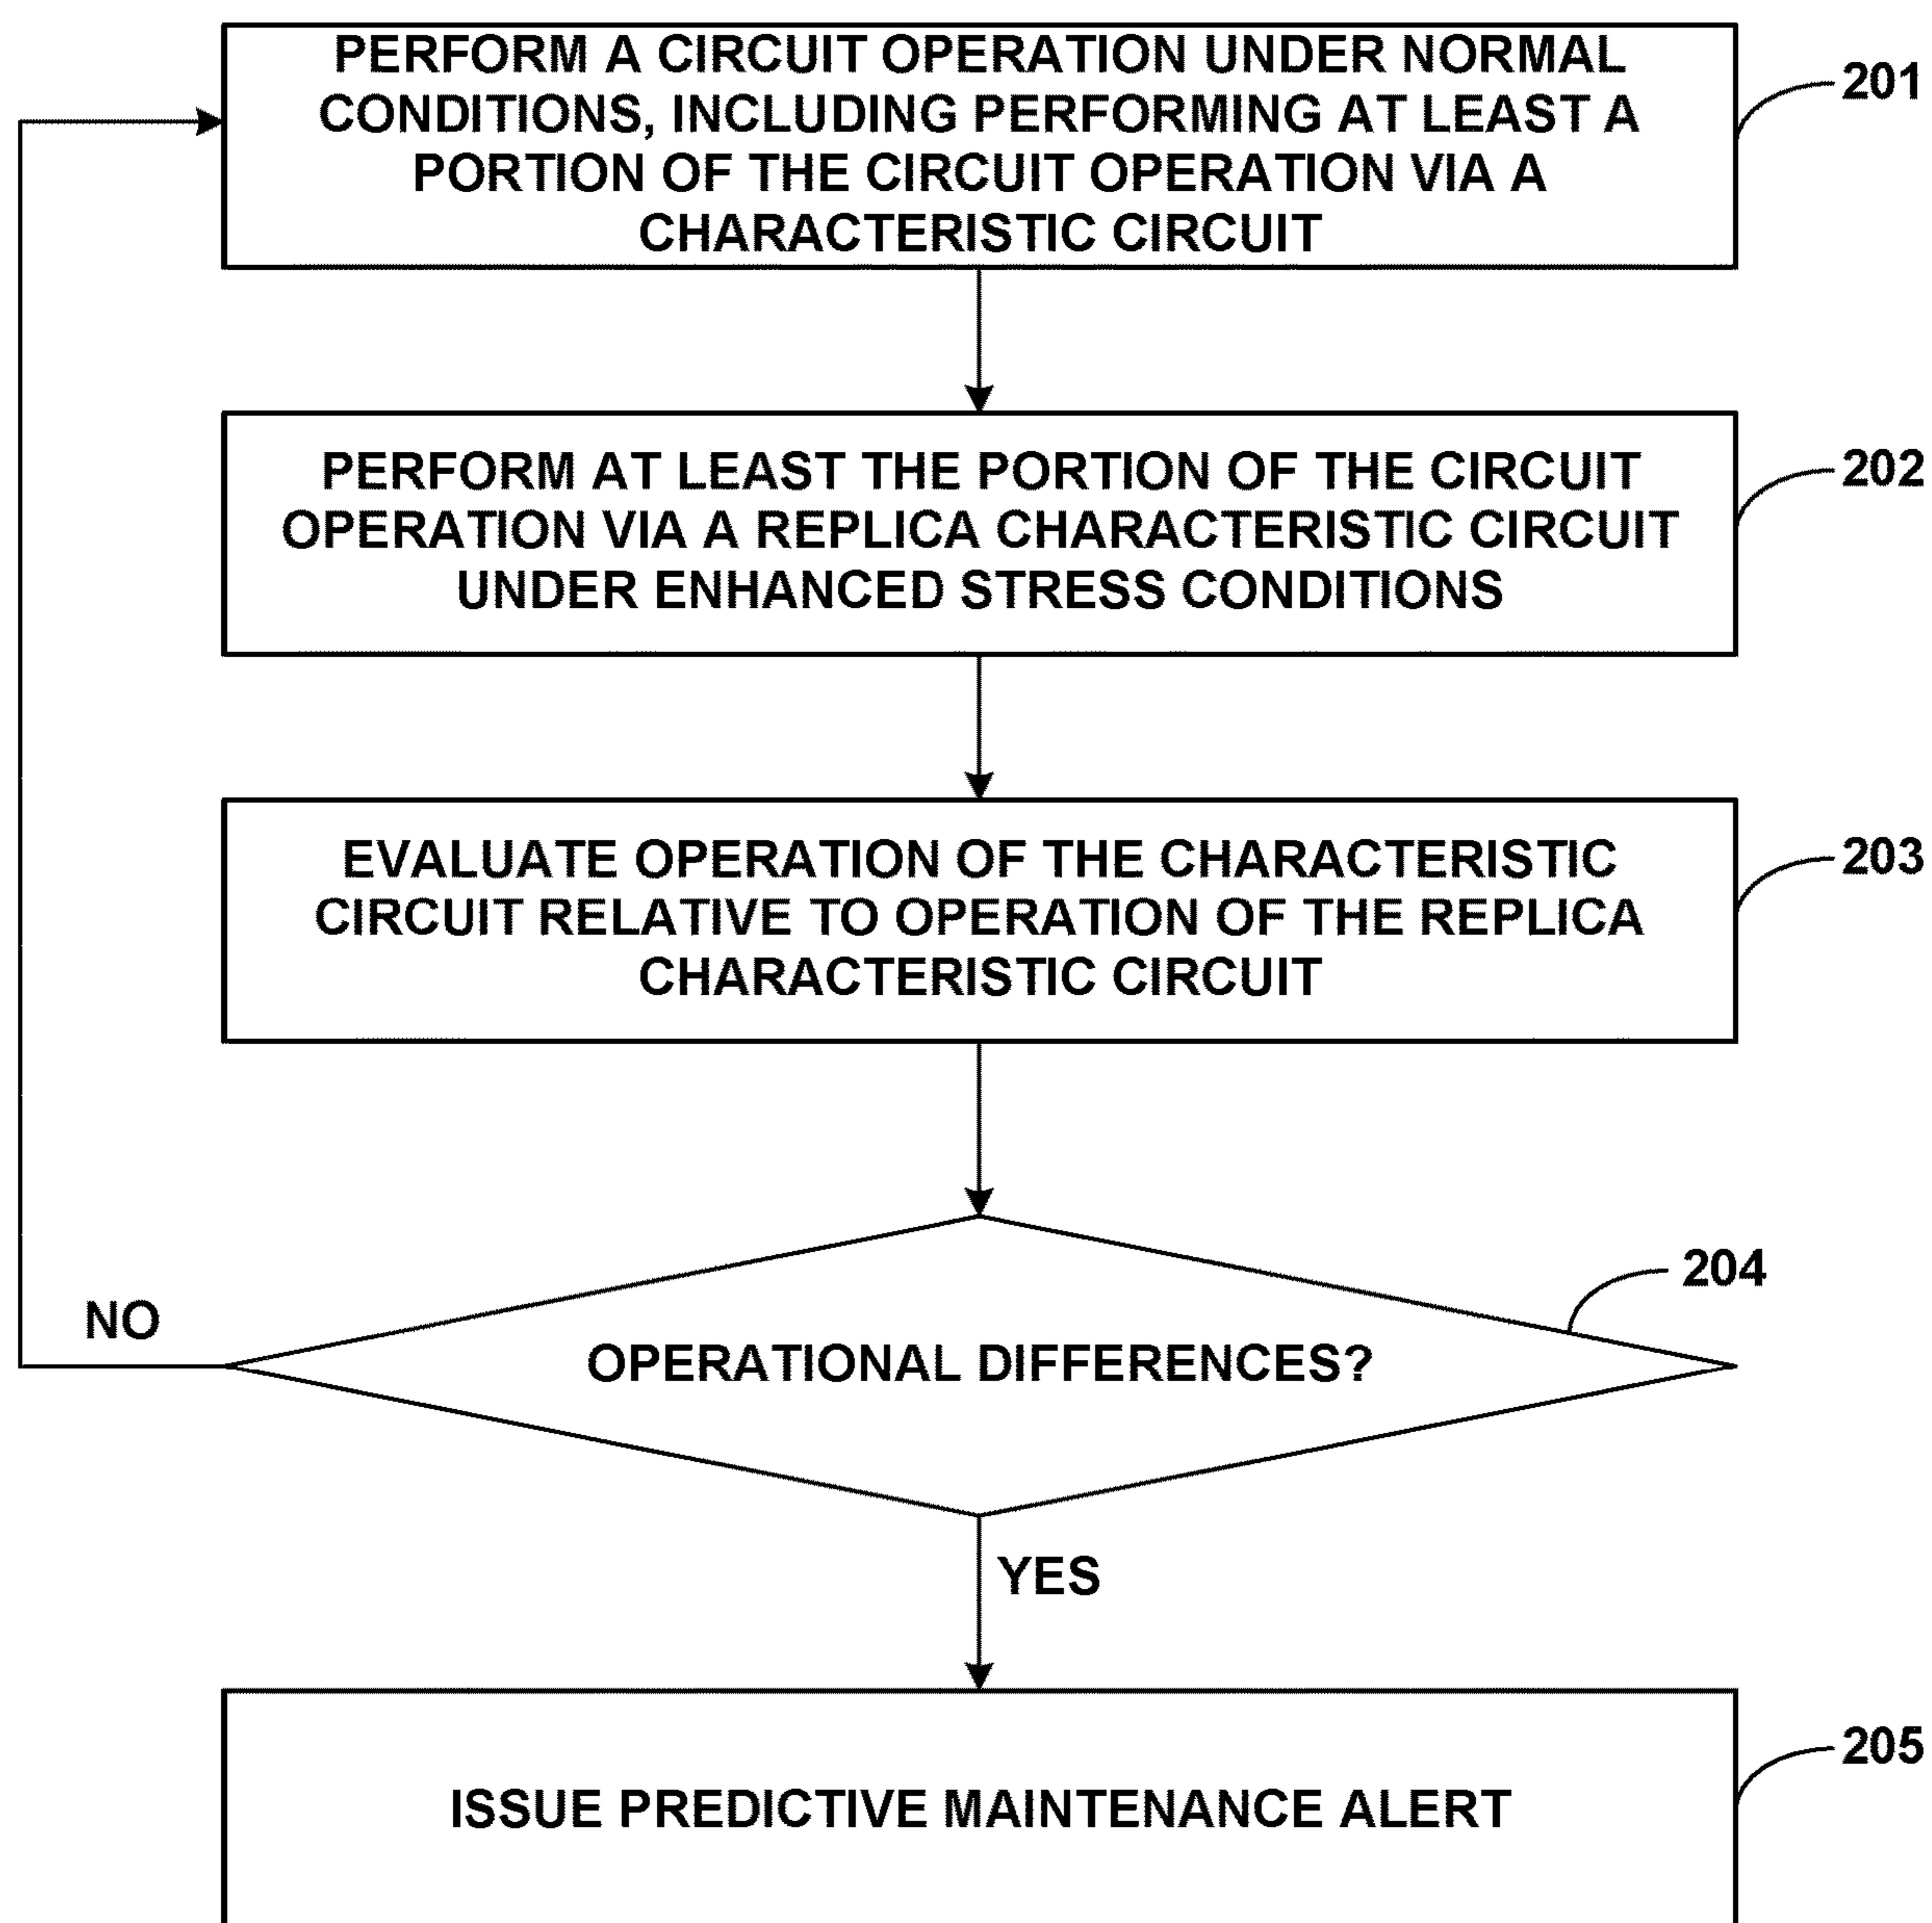 PERFORM A CIRCUIT OPERATION UNDER NORMAL
CONDITIONS, INCLUDING PERFORMING AT LEAST A
PORTION OF THE CIRCUIT OPERATION VIA A
CHARACTERISTIC CIRCUIT
201
PERFORM AT LEAST THE PORTION OF THE CIRCUIT
OPERATION VIA A REPLICA CHARACTERISTIC CIRCUIT
UNDER ENHANCED STRESS CONDITIONS
202
EVALUATE OPERATION OF THE CHARACTERISTIC
CIRCUIT RELATIVE TO OPERATION OF THE REPLICA
CHARACTERISTIC CIRCUIT
203
204
NO
OPERATIONAL DIFFERENCES?
YES
205
ISSUE PREDICTIVE MAINTENANCE ALERT